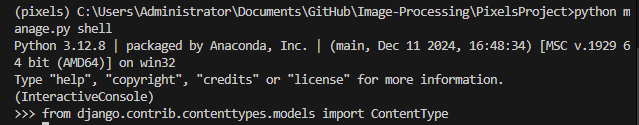 (pixels) C:\Users\Administrator\Documents\GitHub\Image-Processing\PixelsProject>python m
anage.py shell
Python 3.12.8 | packaged by Anaconda, Inc. | (main, Dec 11 2024, 16:48:34) [MSC v.1929 6
4 bit (AMD64)] on win32
Type "help", "copyright", "credits" or "license" for more information.
(InteractiveConsole)
>>> from django.contrib.contenttypes.models import ContentType